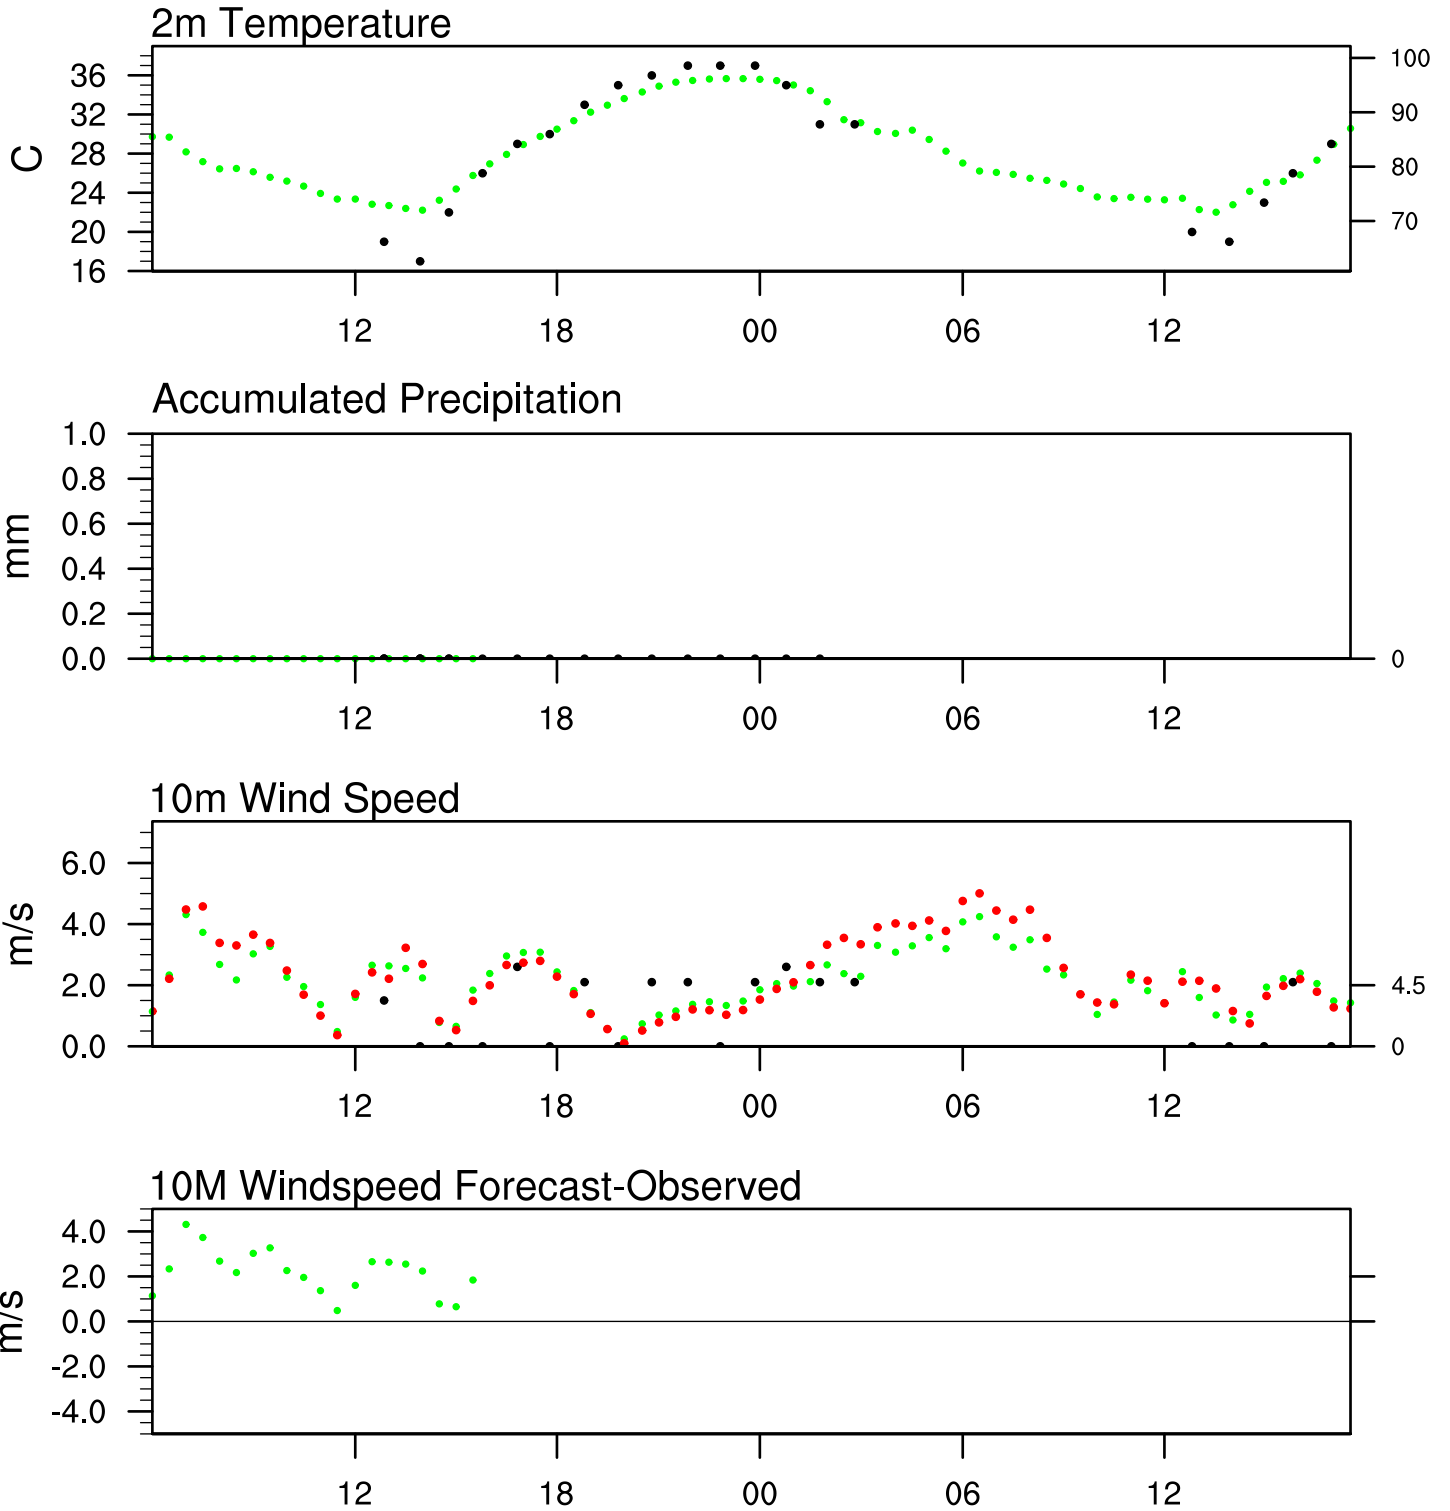 2m Temperature
36
32
28
24
20
16
C
100
90
80
70
12 18 00 06 12
Accumulated Precipitation
1.0
0.8
0.6
0.4
0.2
0.0
mm
0
12 18 00 06 12
10m Wind Speed
6.0
4.0
2.0
0.0
m/s
4.5
0
12 18 00 06 12
10M Windspeed Forecast-Observed
4.0
2.0
0.0
-2.0
-4.0
m/s
12 18 00 06 12